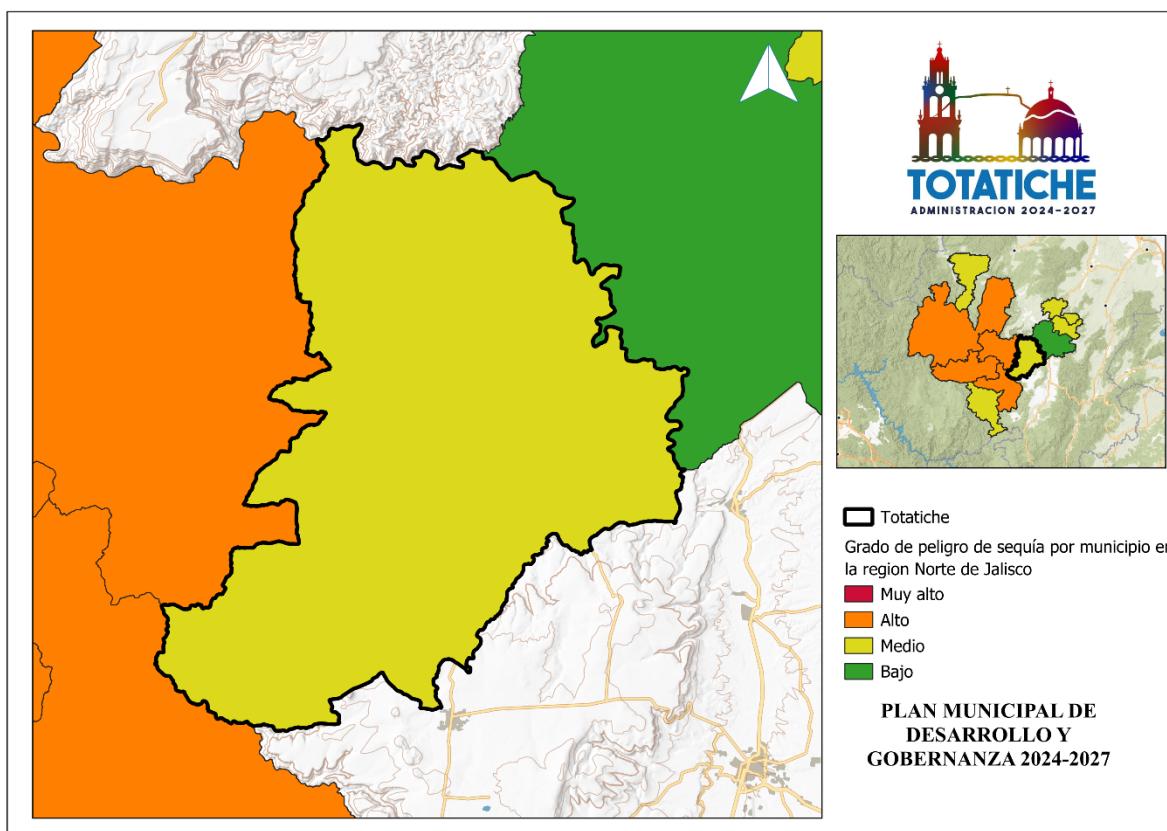 TOTATICHE
ADMINISTRACION 2024-2027
Totatiche
Grado de peligro de sequía por municipio en
la region Norte de Jalisco
Muy alto
Alto
Medio
Bajo
PLAN MUNICIPAL DE
DESARROLLO Y
GOBERNANZA 2024-2027